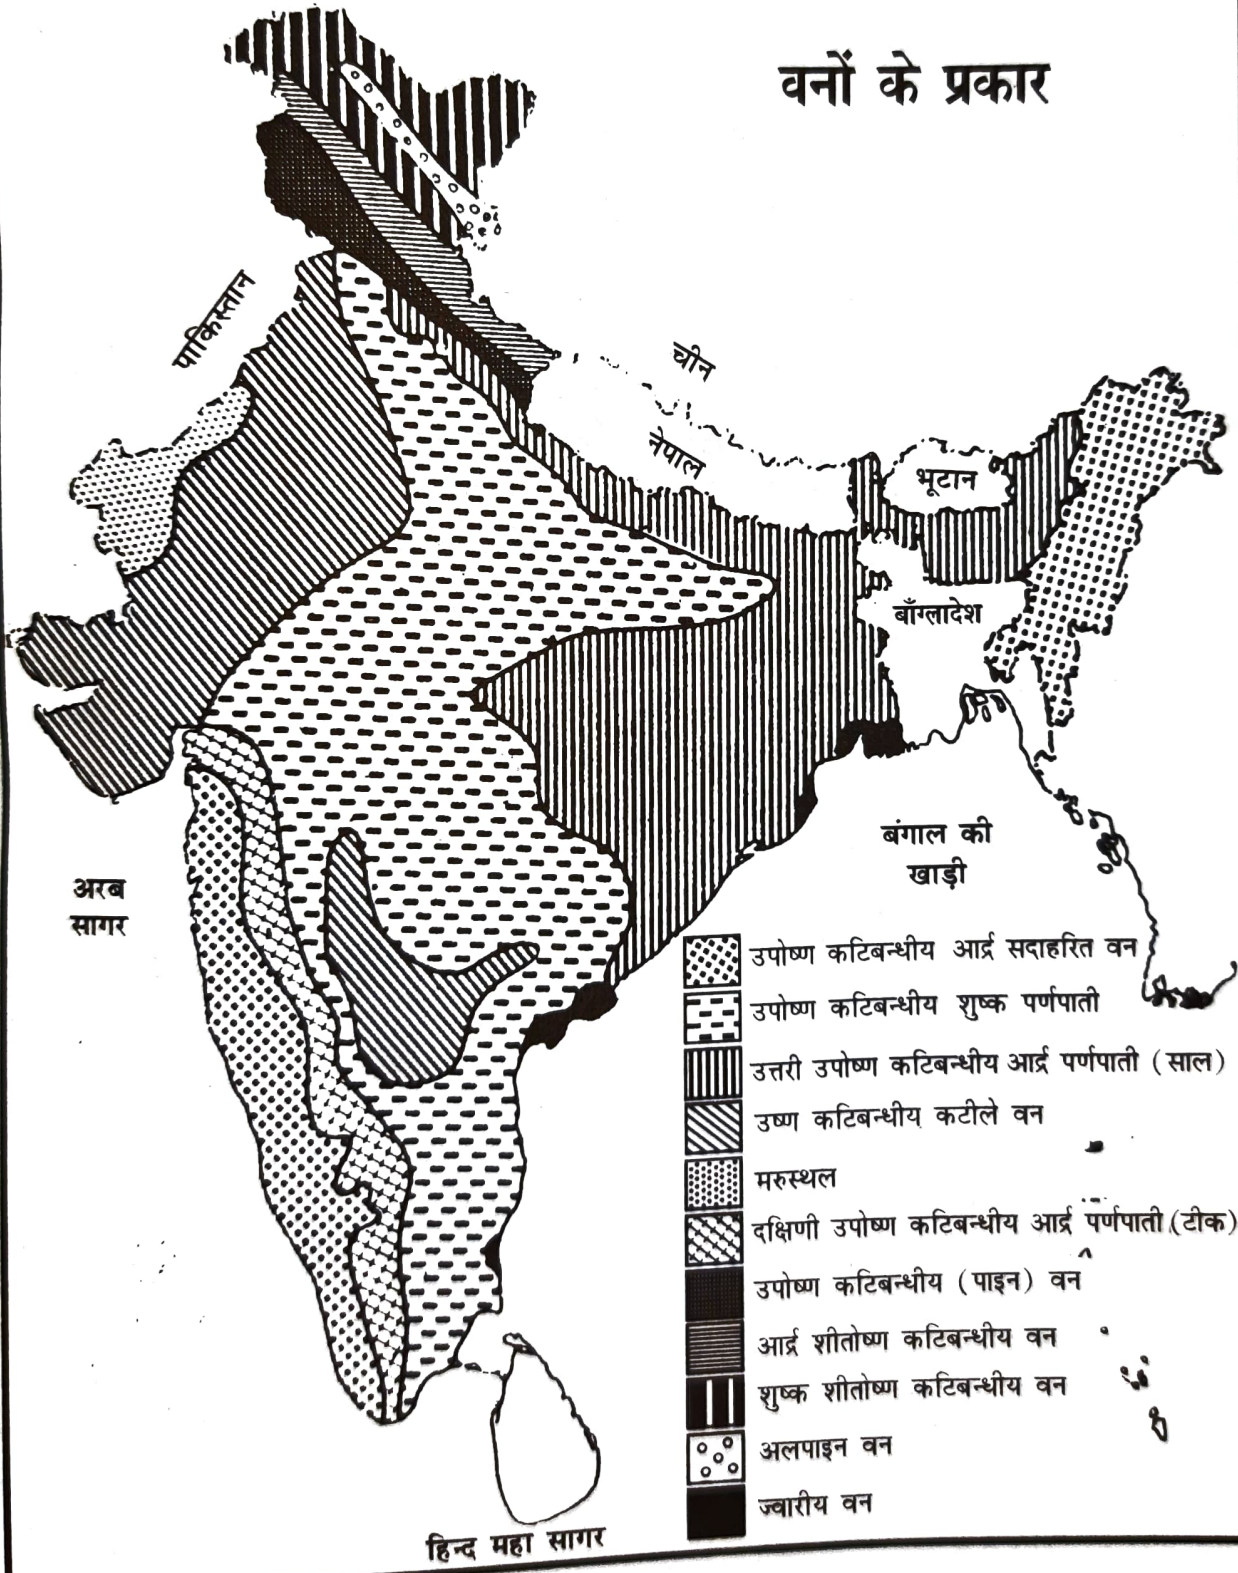 वनों के प्रकार
पाकिस्तान
चीन
नेपाल
भूटान
बाँग्लादेश
अरब
सागर
बंगाल की
खाड़ी
उपोष्ण कटिबन्धीय आर्द्र सदाहरित वन
उपोष्ण कटिबन्धीय शुष्क पर्णपाती
उत्तरी उपोष्ण कटिबन्धीय आर्द्र पर्णपाती (साल)
उष्ण कटिबन्धीय कटीले वन
मरुस्थल
दक्षिणी उपोष्ण कटिबन्धीय आर्द्र पर्णपाती (टीक)
उपोष्ण कटिबन्धीय (पाइन) वन
आर्द्र शीतोष्ण कटिबन्धीय वन
शुष्क शीतोष्ण कटिबन्धीय वन
अलपाइन वन
ज्वारीय वन
हिन्द महा सागर